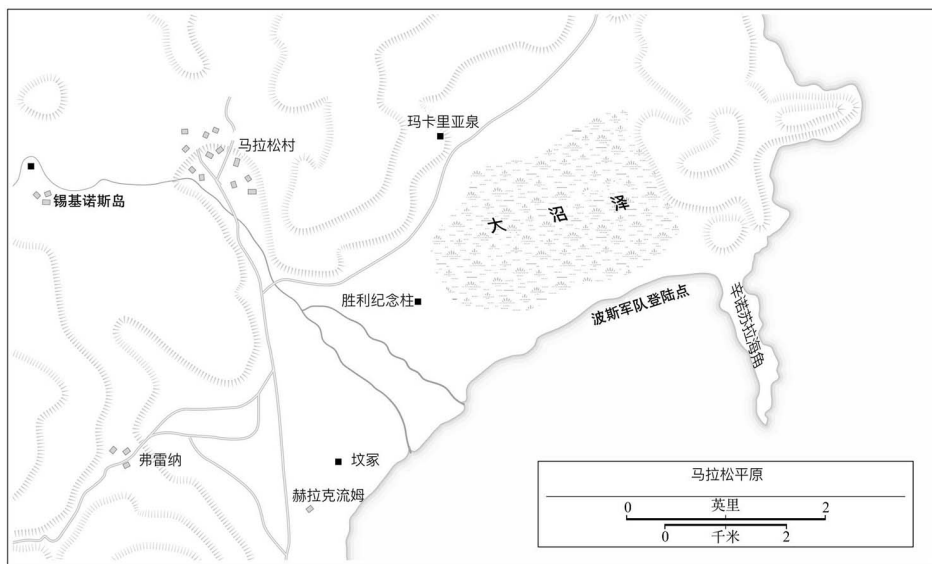 玛卡里亚泉
马拉松村
锡基诺斯岛
大沼泽
胜利纪念柱
波斯军队登陆点
辛诺苏拉海角
弗雷纳
坟冢
赫拉克流姆
马拉松平原
0 英里 2
0 千米 2